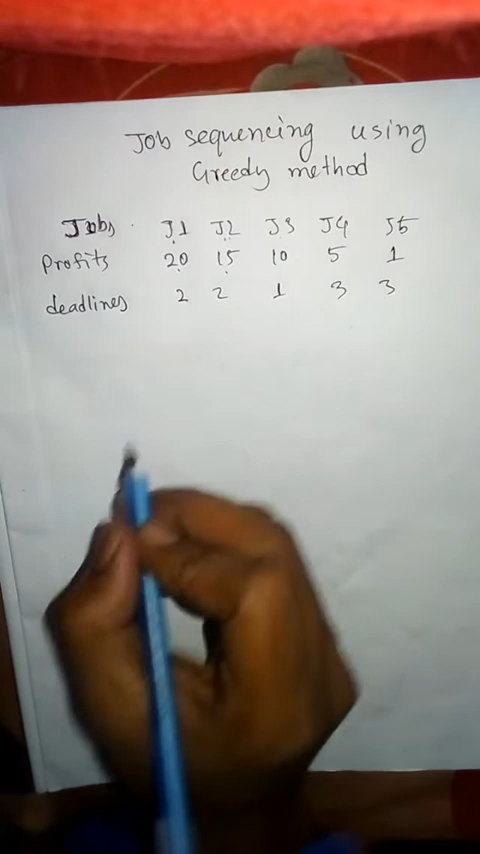 Job sequencing using
Greedy method
Jobs. J1 J2 J3 J4 J5
Profits 20 15 10 5 1
deadlines 2 2 1 3 3